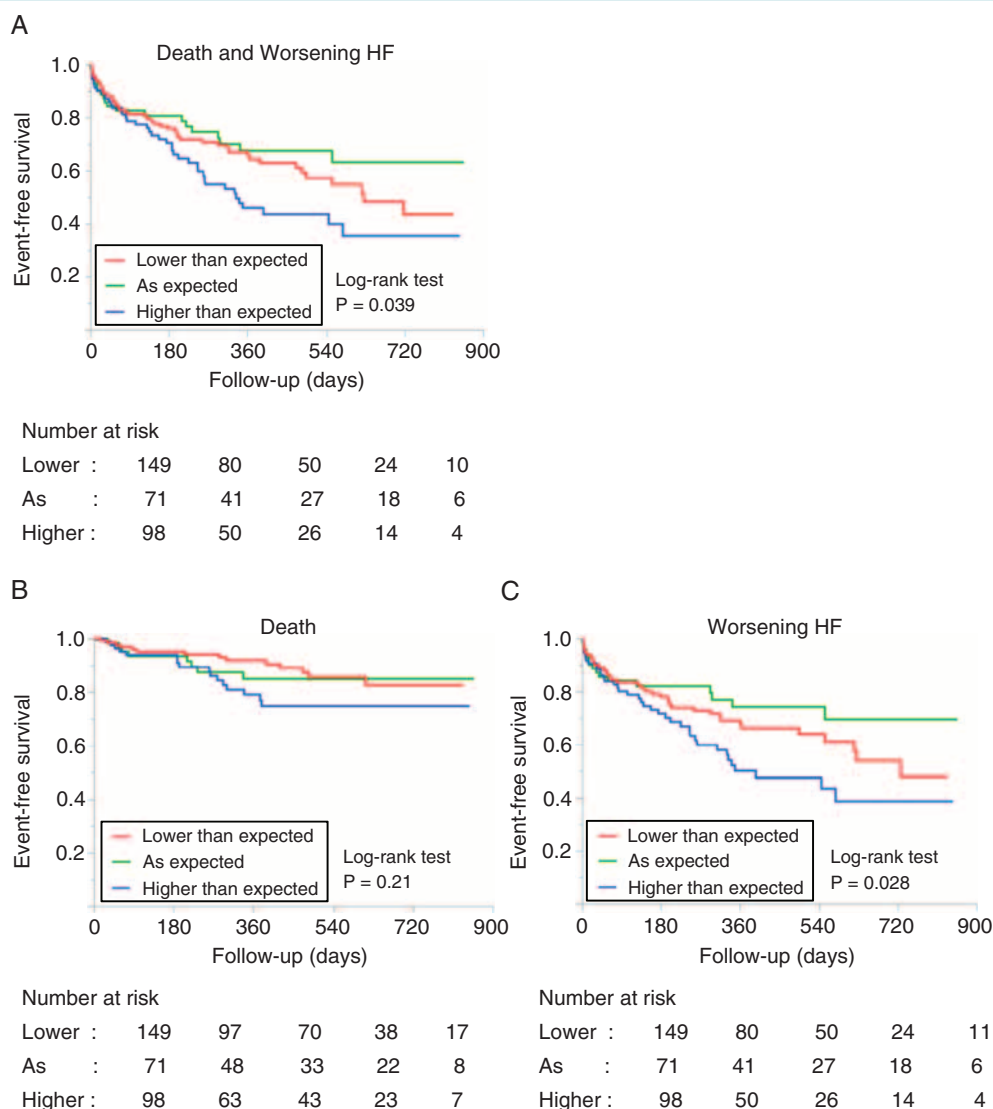 A
Death and Worsening HF
1.0
0.8
0.6
0.4
0.2
Event-free survival
Lower than expected
As expected
Higher than expected
Log-rank test
P = 0.039
0 180 360 540 720 900
Follow-up (days)
Number at risk
Lower : 149 80 50 24 10
As : 71 41 27 18 6
Higher : 98 50 26 14 4
B
Death
1.0
0.8
0.6
0.4
0.2
Event-free survival
Lower than expected
As expected
Higher than expected
Log-rank test
P = 0.21
0 180 360 540 720 900
Follow-up (days)
Number at risk
Lower : 149 97 70 38 17
As : 71 48 33 22 8
Higher : 98 63 43 23 7
C
Worsening HF
1.0
0.8
0.6
0.4
0.2
Event-free survival
Lower than expected
As expected
Higher than expected
Log-rank test
P = 0.028
0 180 360 540 720 900
Follow-up (days)
Number at risk
Lower : 149 80 50 24 11
As : 71 41 27 18 6
Higher : 98 50 26 14 4